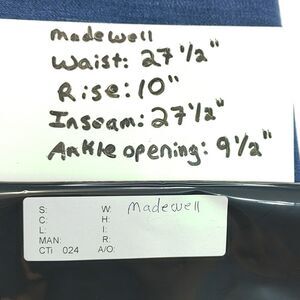 madewell
Waist: 27 1/2"
Rise: 10"
Inseam: 27 1/2"
Ankle opening: 9 1/2"
S: W: madewell
C: H:
L: I:
MAN: R:
CTi 024 A/O: